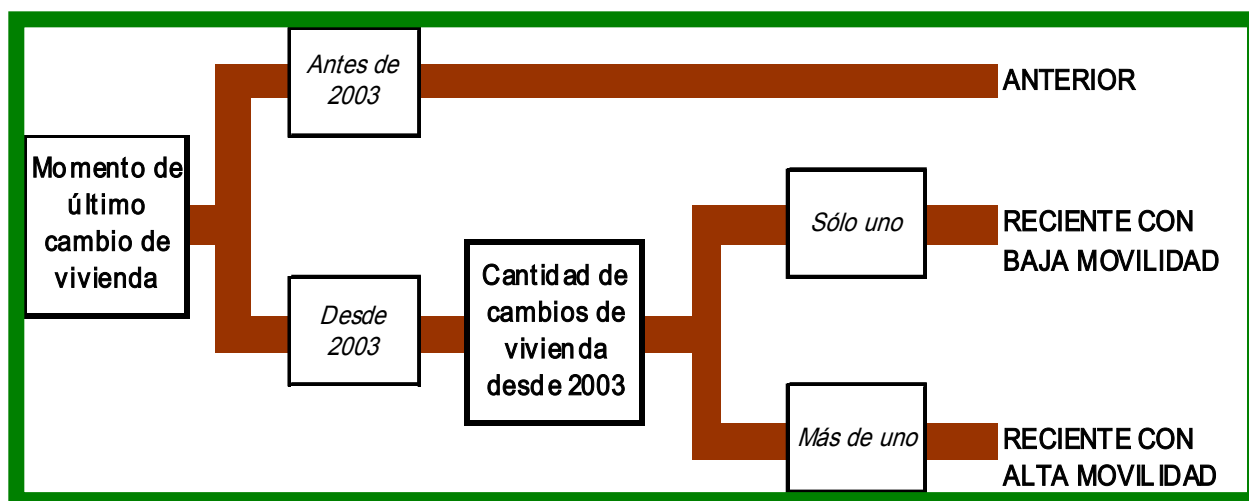 Momento de
último
cambio de
vivienda
Antes de
2003
ANTERIOR
Desde
2003
Cantidad de
cambios de
vivienda
desde 2003
Sólo uno
RECIENTE CON
BAJA MOVILIDAD
Más de uno
RECIENTE CON
ALTA MOVILIDAD